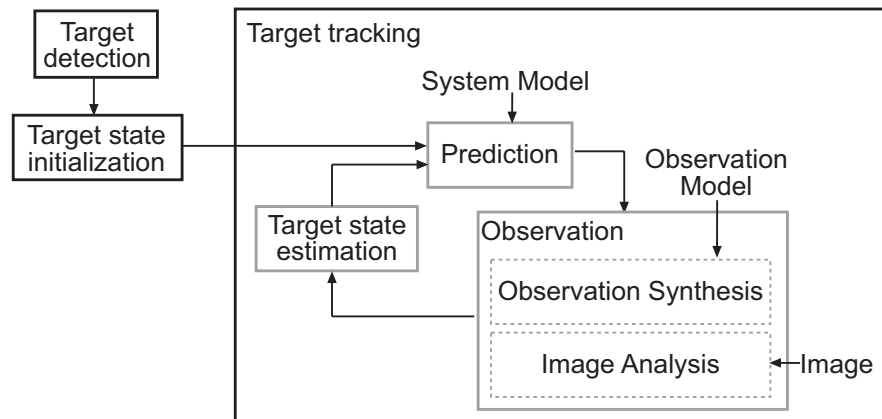 Target
detection
Target state
initialization
Target tracking
System Model
Prediction
Observation
Model
Target state
estimation
Observation
Observation Synthesis
Image Analysis
Image